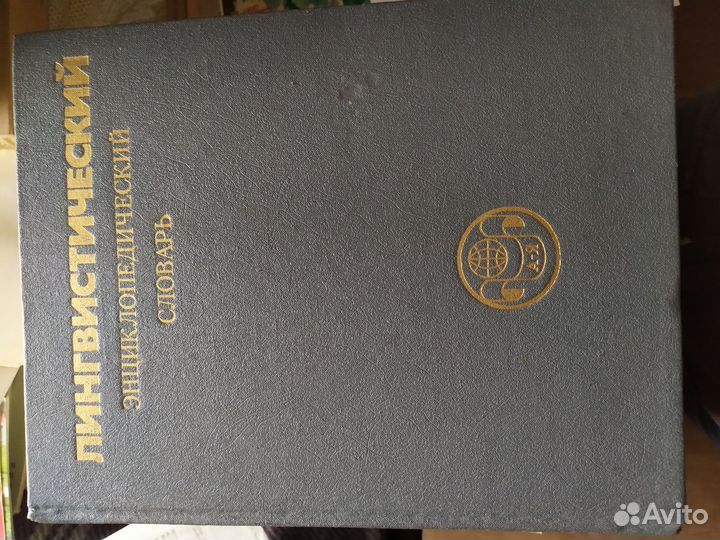 ЛИНГВИСТИЧЕСКИЙ
ЭНЦИКЛОПЕДИЧЕСКИЙ
СЛОВАРЬ
А-Я
Avito